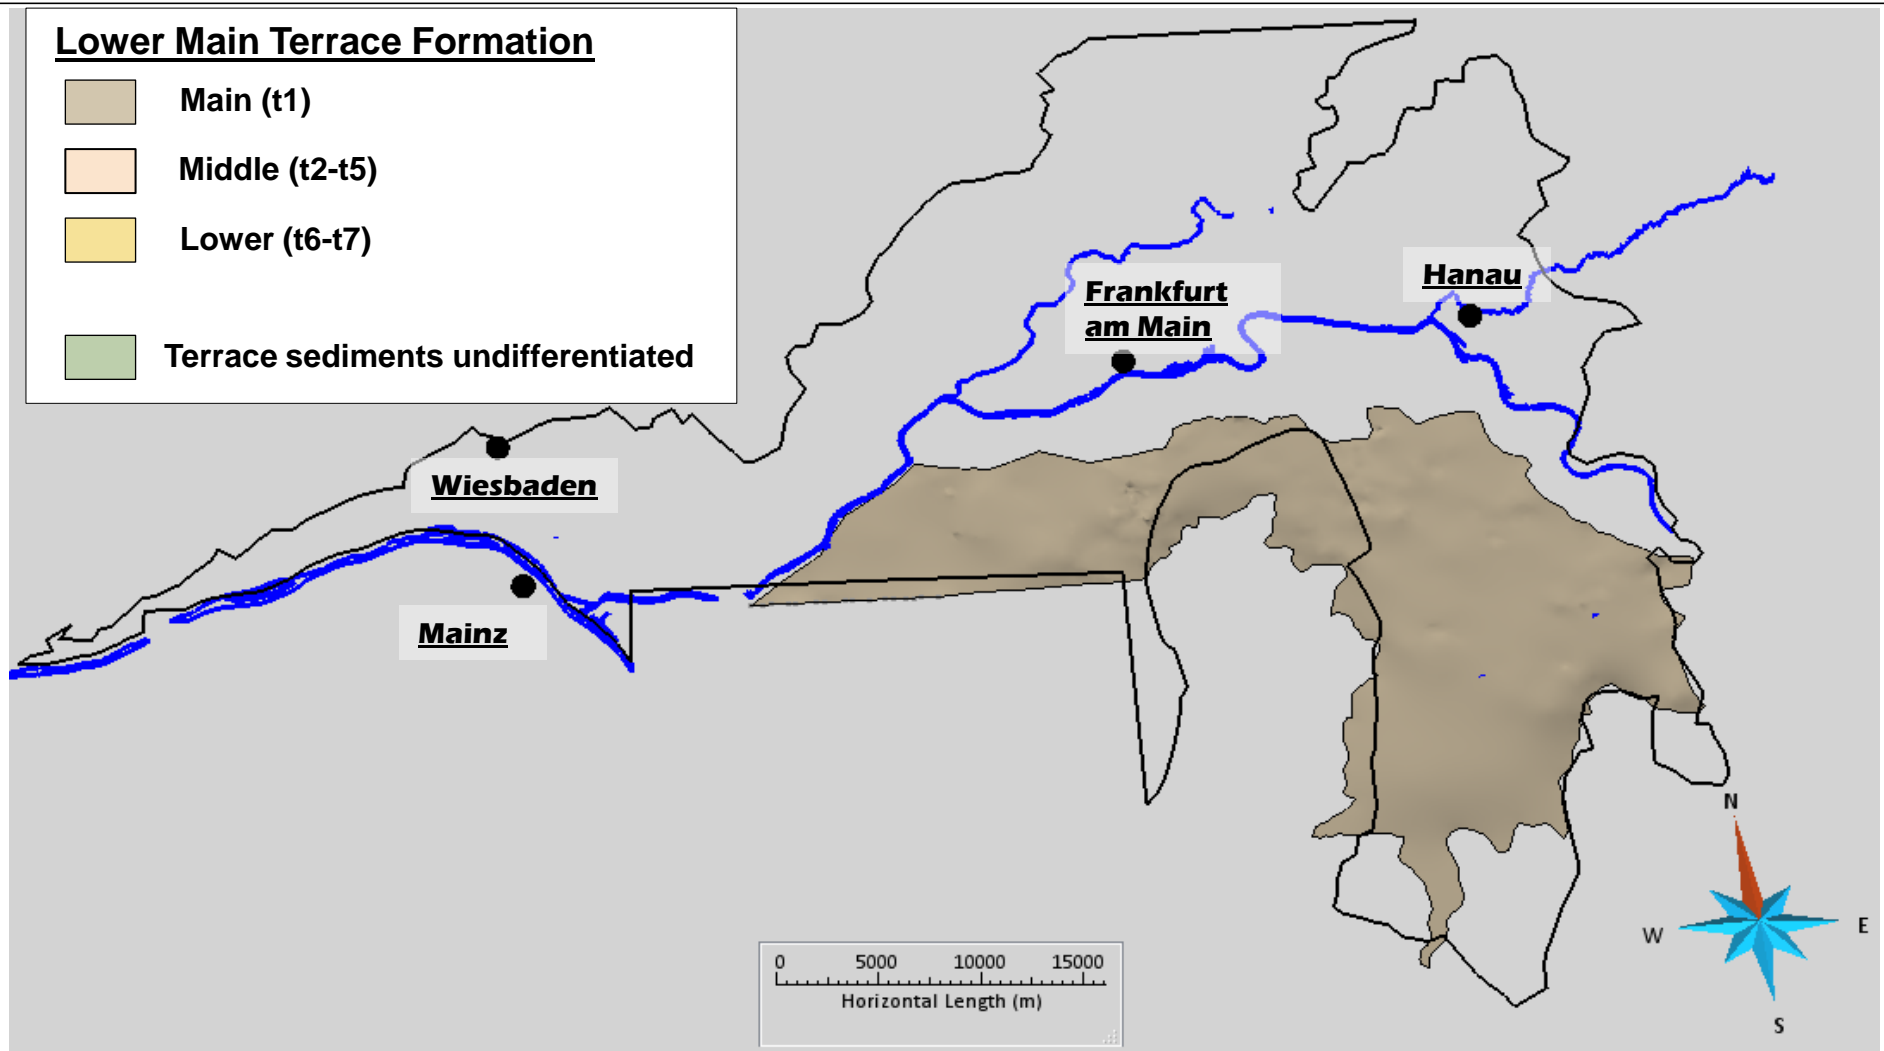 Lower Main Terrace Formation
Main (t1)
Middle (t2-t5)
Lower (t6-t7)
Terrace sediments undifferentiated
Hanau
Frankfurt
am Main
Wiesbaden
Mainz
N
W
E
S
0 5000 10000 15000
Horizontal Length (m)